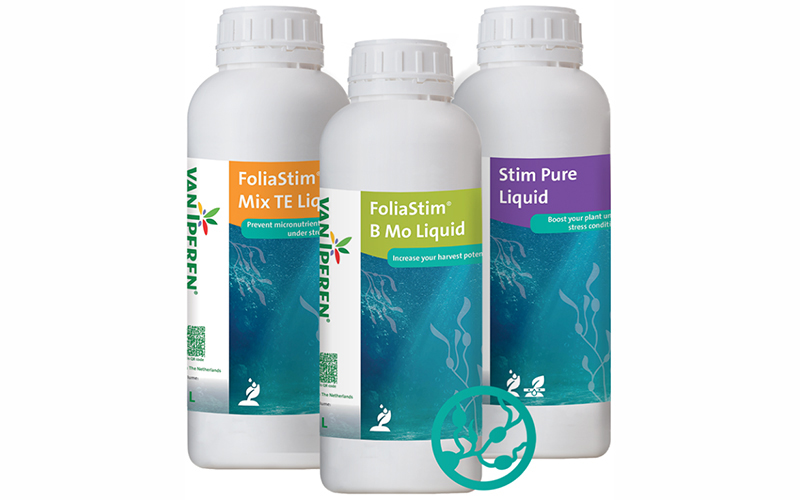 FoliaStim®
Mix TE Liq
Prevent micronutrient
under str
VAN IPEREN®
The Netherlands
L
FoliaStim®
B Mo Liquid
Increase your harvest poten
VAN IPEREN®
The Netherlands
L
Stim Pure
Liquid
Boost your plant un
stress conditi